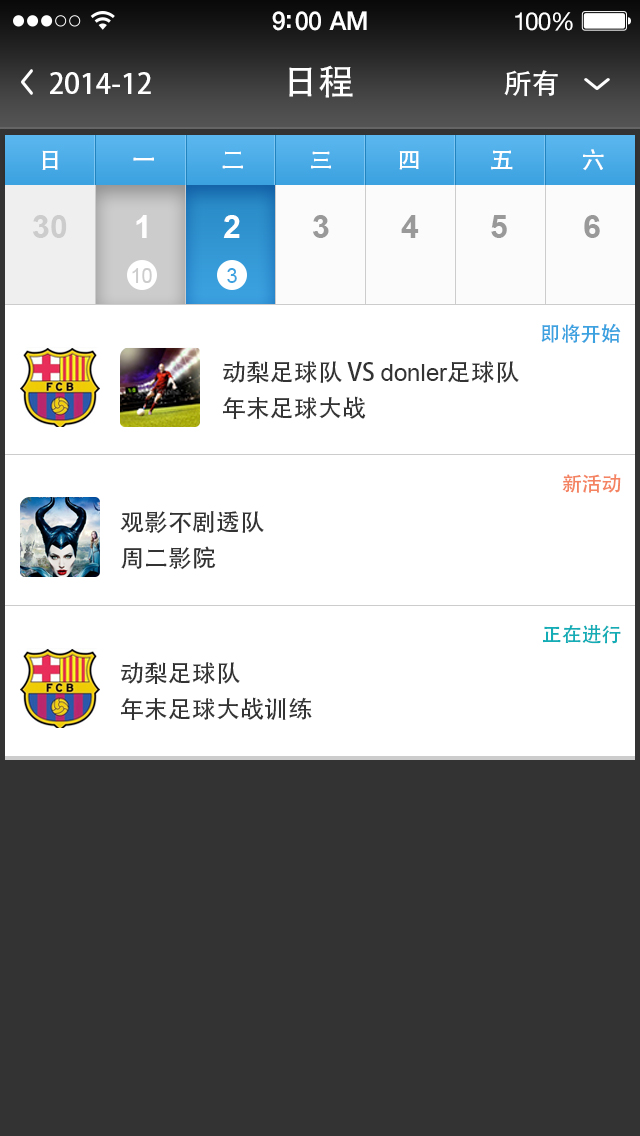 9:00 AM 100%
2014-12 日程 所有
日 一 二 三 四 五 六
30 1 2 3 4 5 6
10 3
即将开始
FCB
动梨足球队 VS donler足球队
年末足球大战
新活动
观影不剧透队
周二影院
正在进行
FCB
动梨足球队
年末足球大战训练